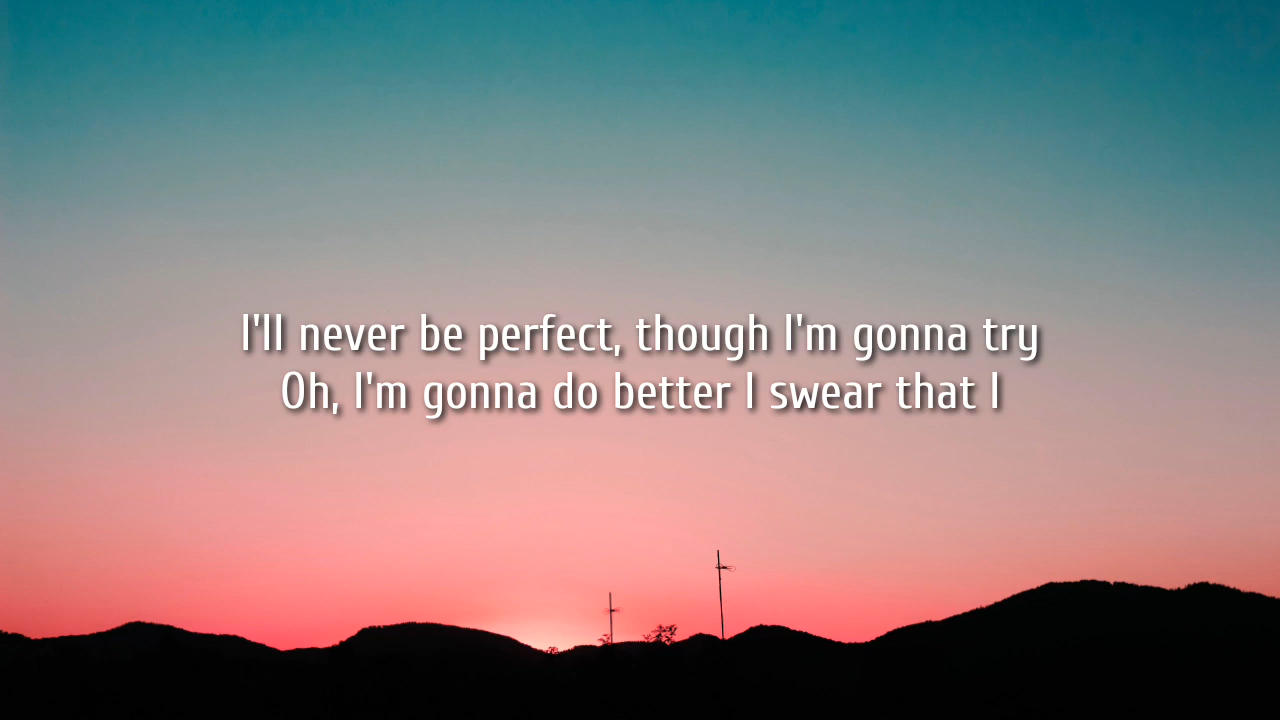 I'll never be perfect, though I'm gonna try
Oh, I'm gonna do better I swear that I